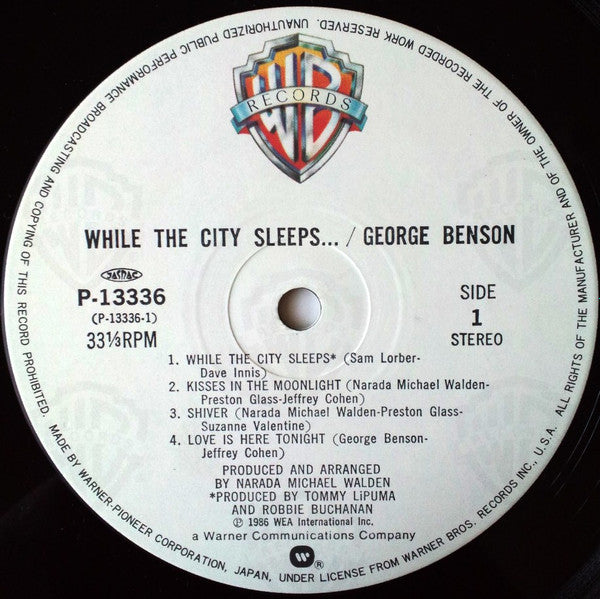 WB
RECORDS
WHILE THE CITY SLEEPS... / GEORGE BENSON
JASRAC
P-13336
(P-13336-1)
33⅓RPM
SIDE
1
STEREO
1. WHILE THE CITY SLEEPS* (Sam Lorber-
Dave Innis)
2. KISSES IN THE MOONLIGHT (Narada Michael Walden-
Preston Glass-Jeffrey Cohen)
3. SHIVER (Narada Michael Walden-Preston Glass-
Suzanne Valentine)
4. LOVE IS HERE TONIGHT (George Benson-
Jeffrey Cohen)
PRODUCED AND ARRANGED
BY NARADA MICHAEL WALDEN
*PRODUCED BY TOMMY LiPUMA
AND ROBBIE BUCHANAN
Ⓟ 1986 WEA International Inc.
a Warner Communications Company
W®
ALL RIGHTS OF THE MANUFACTURER AND OF THE OWNER OF THE RECORDED WORK RESERVED. UNAUTHORIZED PUBLIC PERFORMANCE BROADCASTING AND COPYING OF THIS RECORD PROHIBITED.
MADE BY WARNER-PIONEER CORPORATION, JAPAN, UNDER LICENSE FROM WARNER BROS. RECORDS INC., U.S.A.